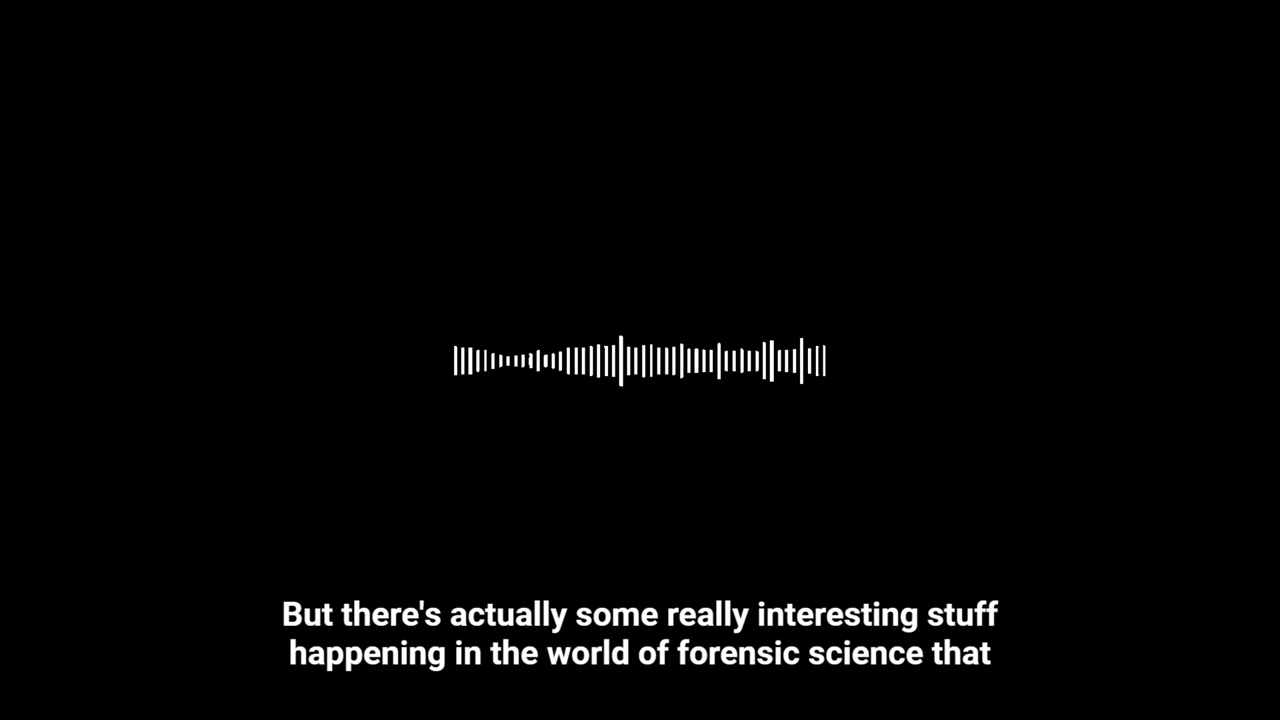 But there's actually some really interesting stuff
happening in the world of forensic science that